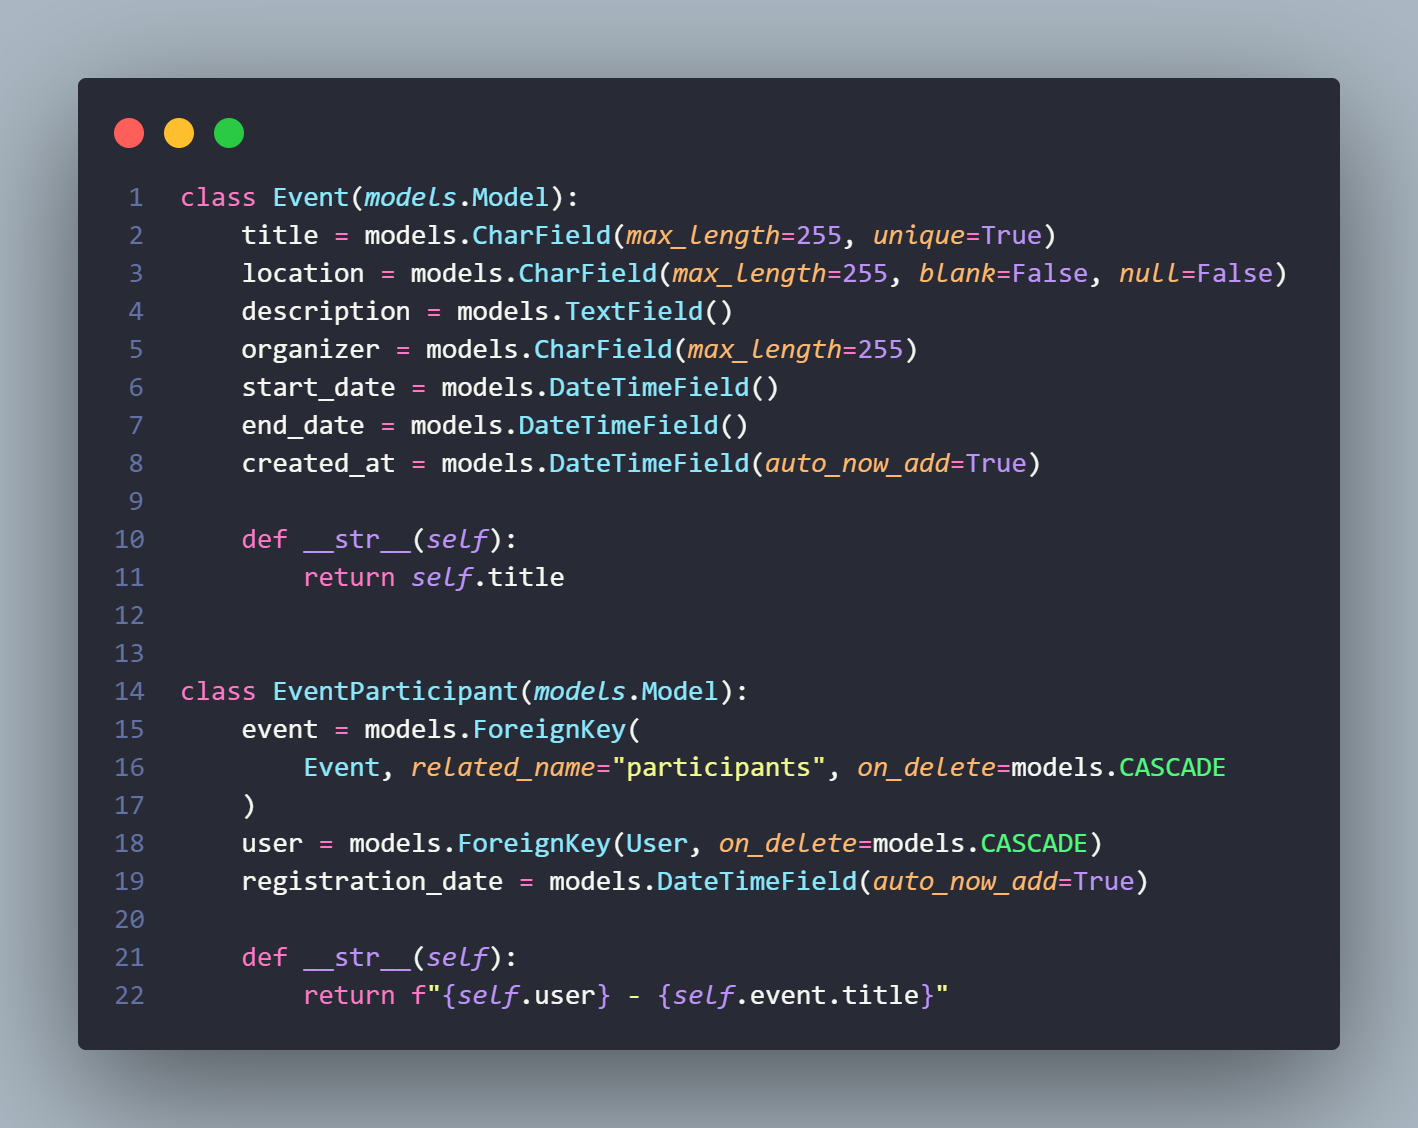 1 class Event(models.Model):
2     title = models.CharField(max_length=255, unique=True)
3     location = models.CharField(max_length=255, blank=False, null=False)
4     description = models.TextField()
5     organizer = models.CharField(max_length=255)
6     start_date = models.DateTimeField()
7     end_date = models.DateTimeField()
8     created_at = models.DateTimeField(auto_now_add=True)
9
10     def __str__(self):
11         return self.title
12
13
14 class EventParticipant(models.Model):
15     event = models.ForeignKey(
16         Event, related_name="participants", on_delete=models.CASCADE
17     )
18     user = models.ForeignKey(User, on_delete=models.CASCADE)
19     registration_date = models.DateTimeField(auto_now_add=True)
20
21     def __str__(self):
22         return f"{self.user} - {self.event.title}"